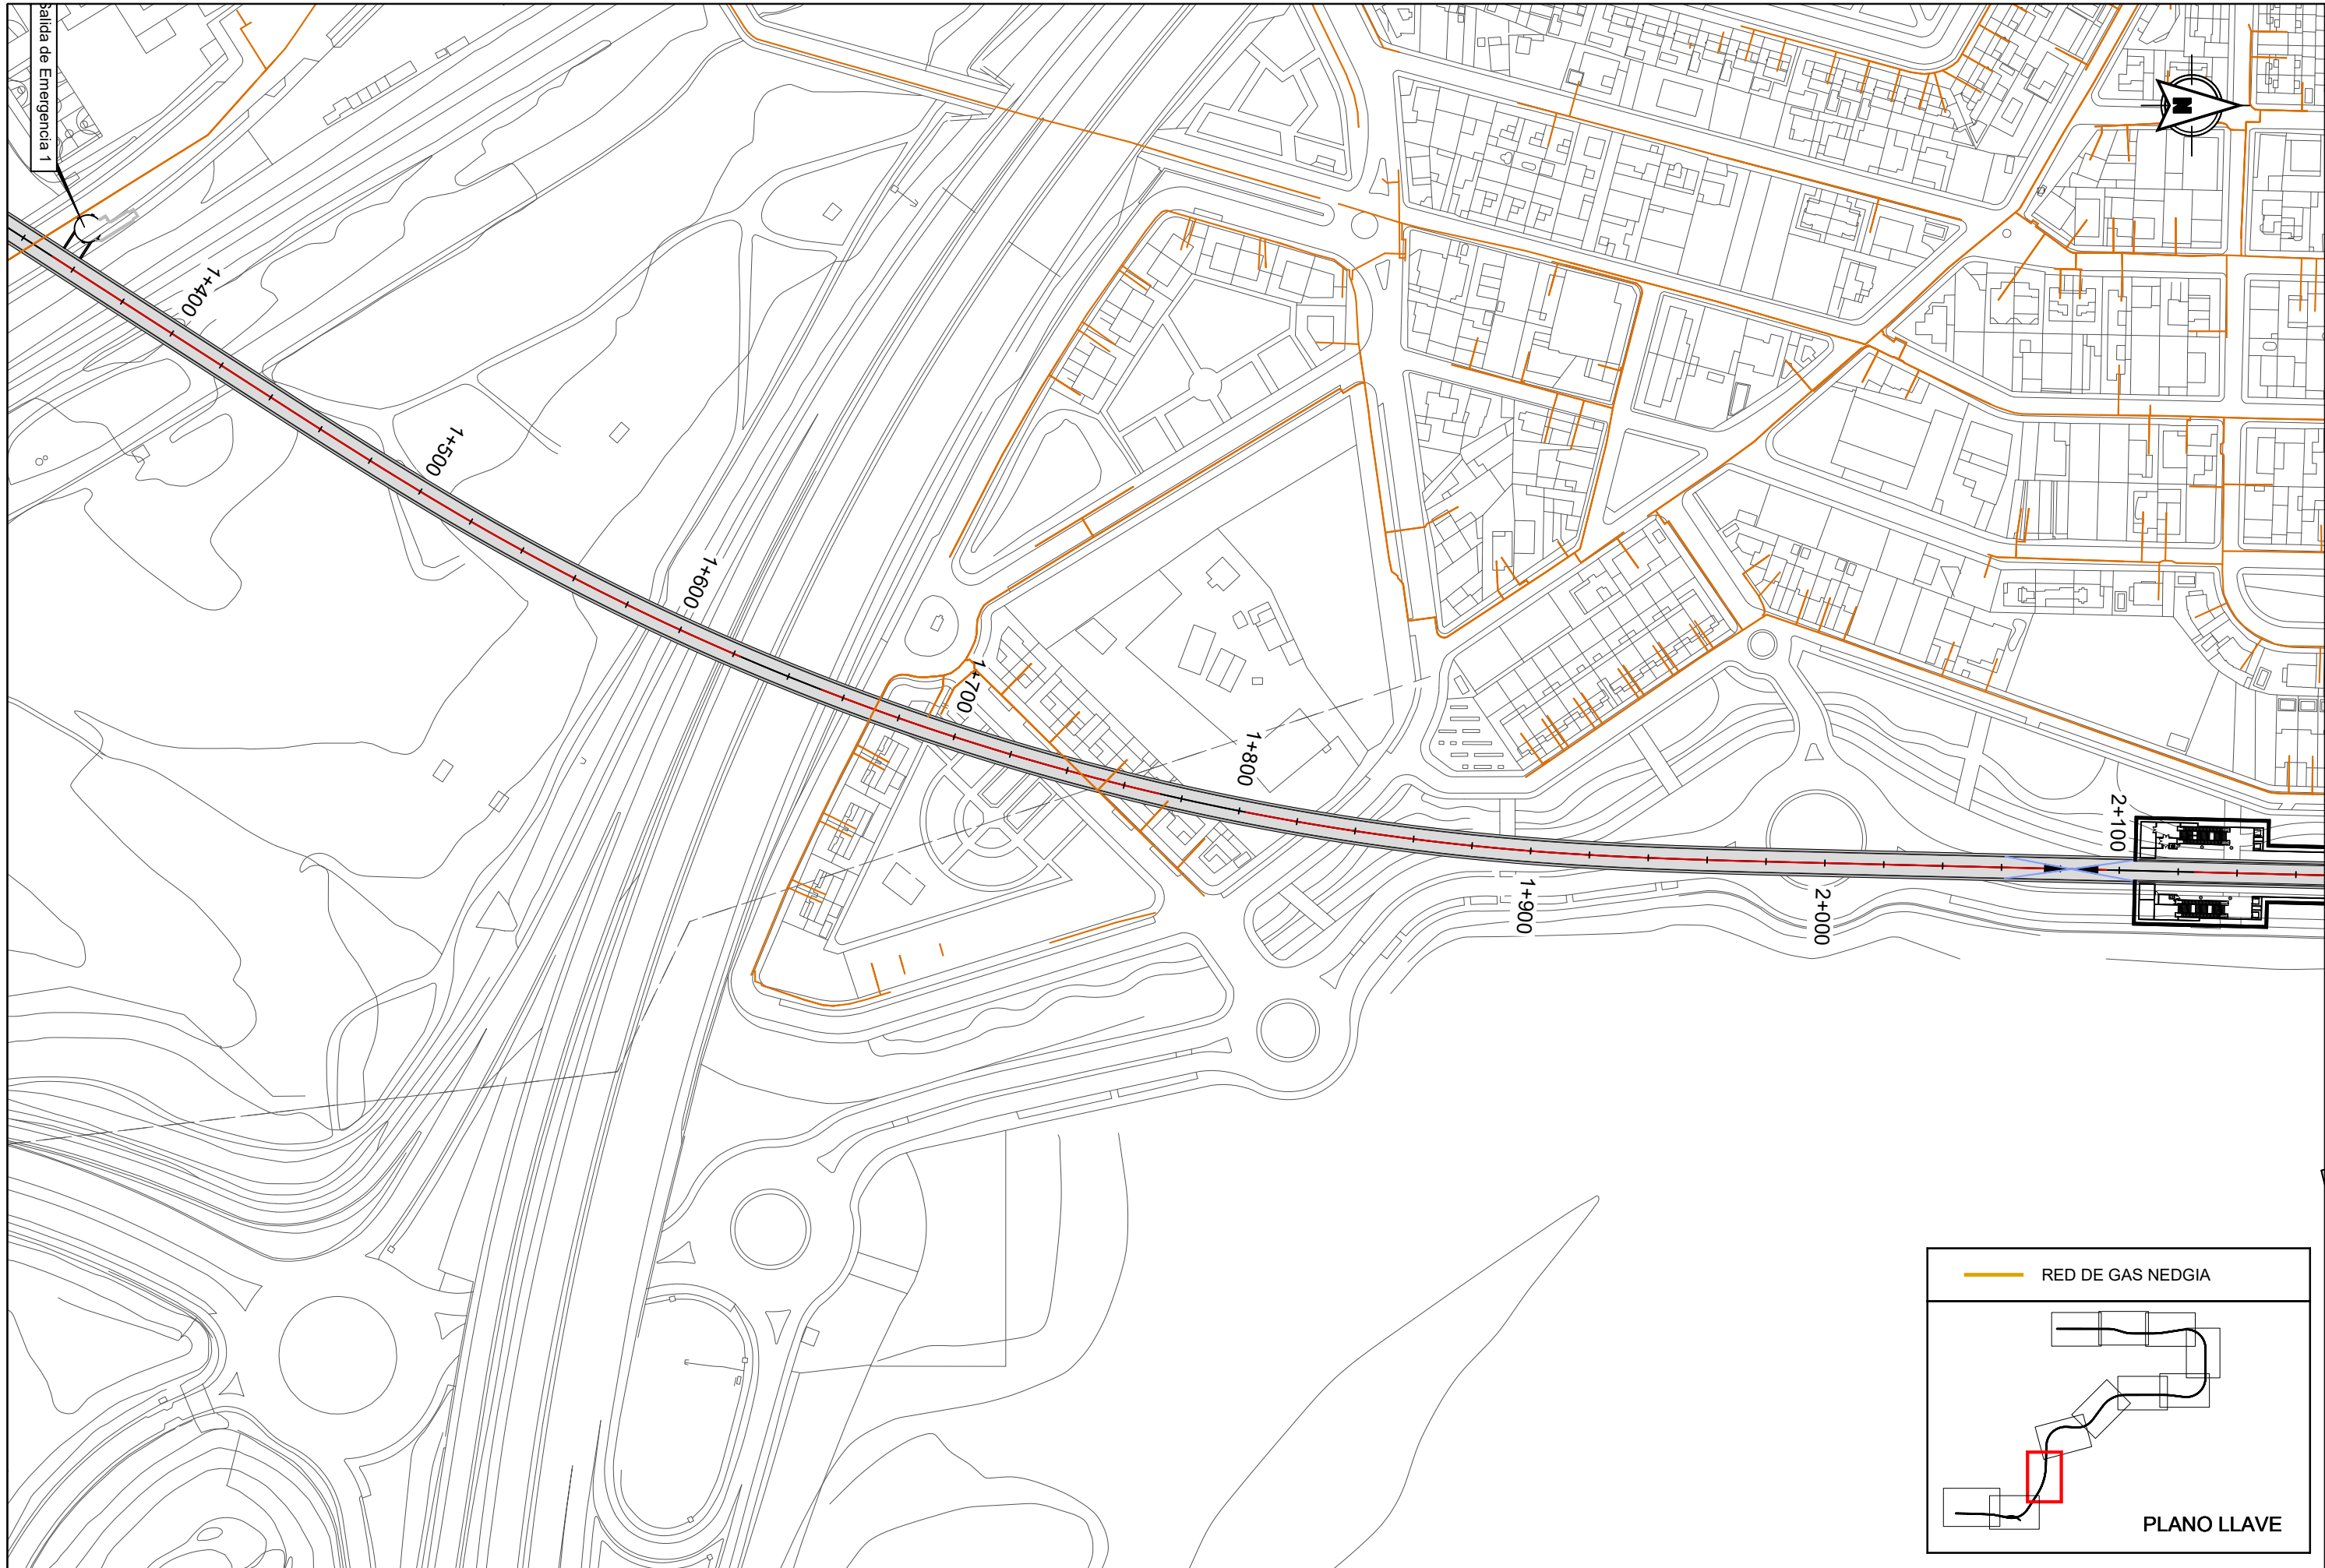 Salida de Emergencia 1
N
1+400
1+500
1+600
1+700
1+800
1+900
2+000
2+100
RED DE GAS NEDGIA
PLANO LLAVE